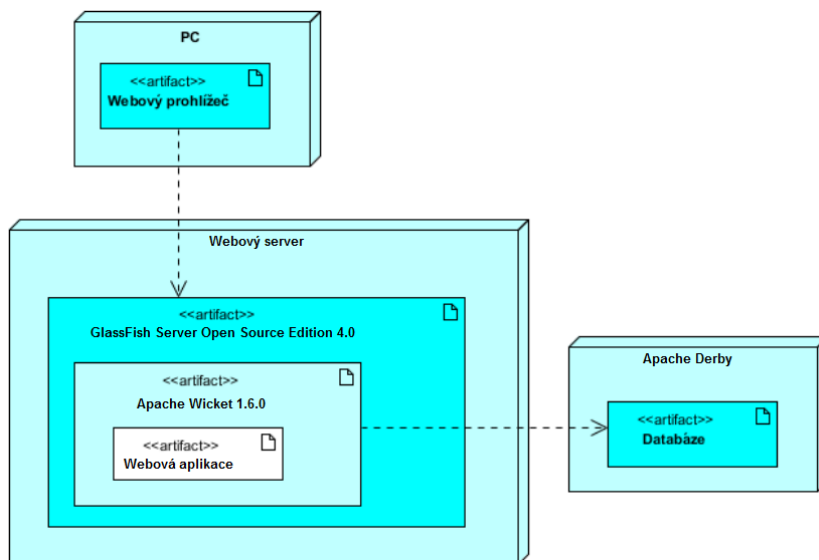 PC
<<artifact>>
Webový prohlížeč
Webový server
<<artifact>>
GlassFish Server Open Source Edition 4.0
<<artifact>>
Apache Wicket 1.6.0
<<artifact>>
Webová aplikace
Apache Derby
<<artifact>>
Databáze